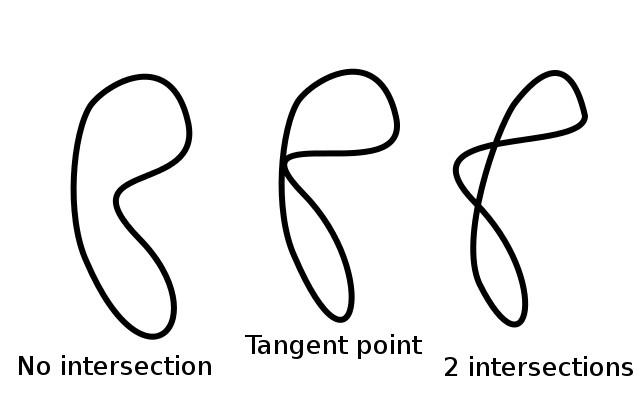 No intersection
Tangent point
2 intersections